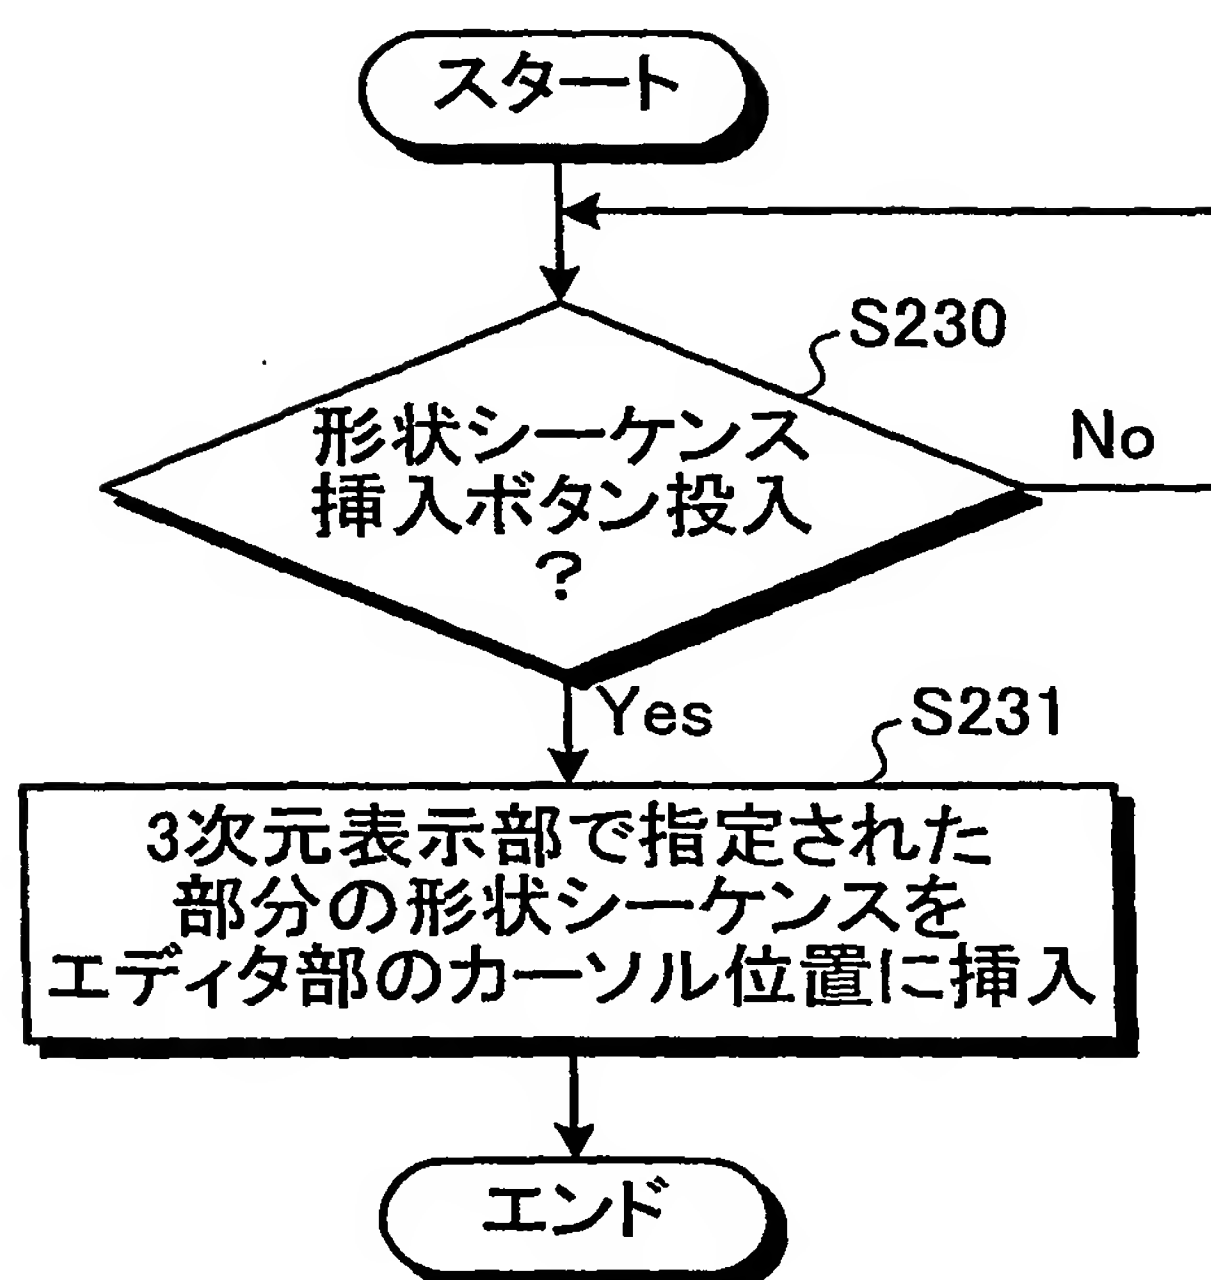 スタート
S230
形状シーケンス
挿入ボタン投入
?
No
Yes
S231
3次元表示部で指定された
部分の形状シーケンスを
エディタ部のカーソル位置に挿入
エンド